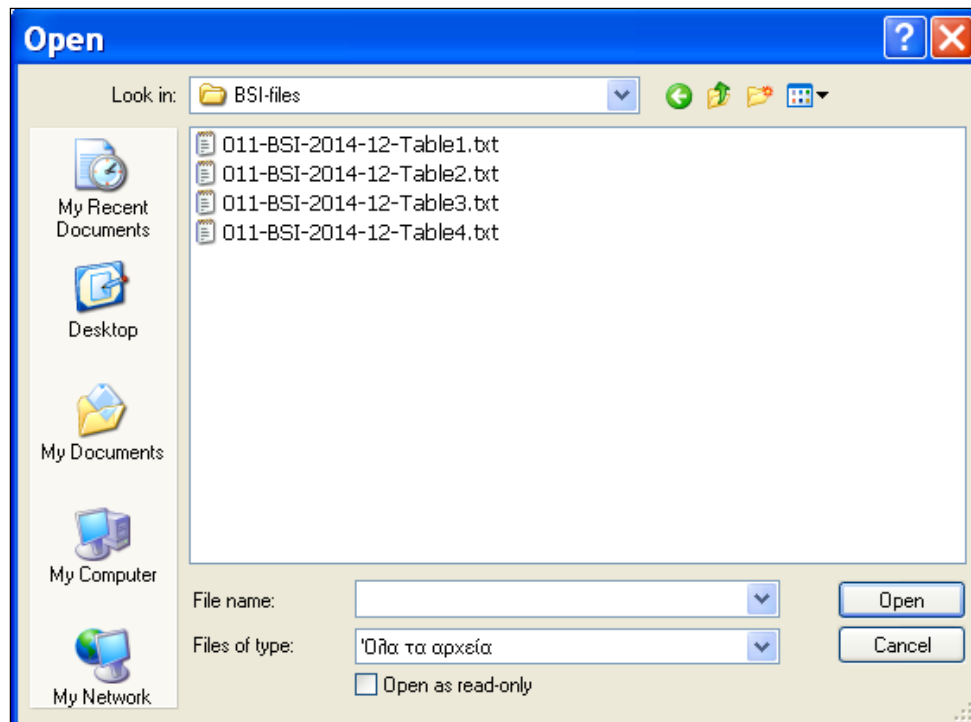 Open
Look in: BSI-files
My Recent
Documents
Desktop
My Documents
My Computer
My Network
011-BSI-2014-12-Table1.txt
011-BSI-2014-12-Table2.txt
011-BSI-2014-12-Table3.txt
011-BSI-2014-12-Table4.txt
File name:
Open
Files of type: Όλα τα αρχεία
Cancel
Open as read-only